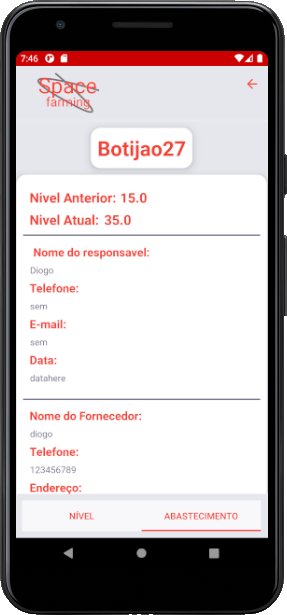 7:46
Space
farming
Botijao27
Nivel Anterior: 15.0
Nivel Atual: 35.0
Nome do responsavel:
Diogo
Telefone:
sem
E-mail:
sem
Data:
datahere
Nome do Fornecedor:
diogo
Telefone:
123456789
Endereço:
NÍVEL ABASTECIMENTO